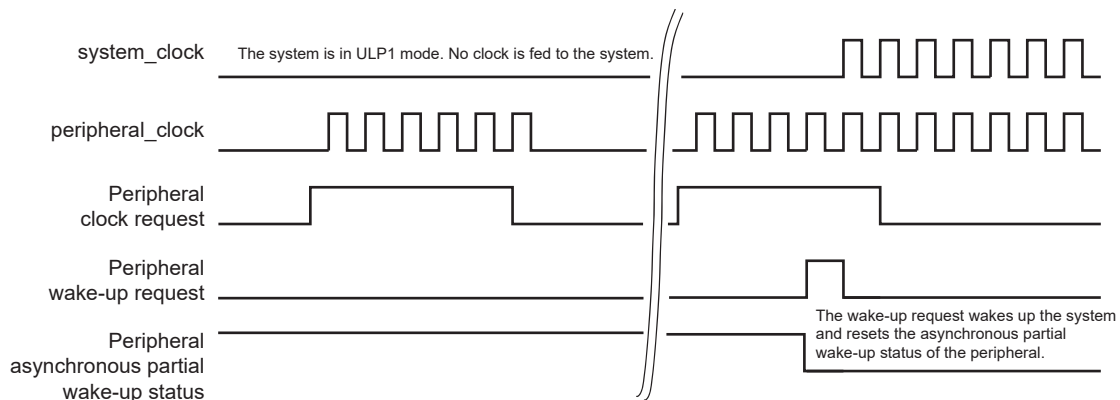 system_clock
The system is in ULP1 mode. No clock is fed to the system.
peripheral_clock
Peripheral
clock request
Peripheral
wake-up request
The wake-up request wakes up the system
and resets the asynchronous partial
wake-up status of the peripheral.
Peripheral
asynchronous partial
wake-up status